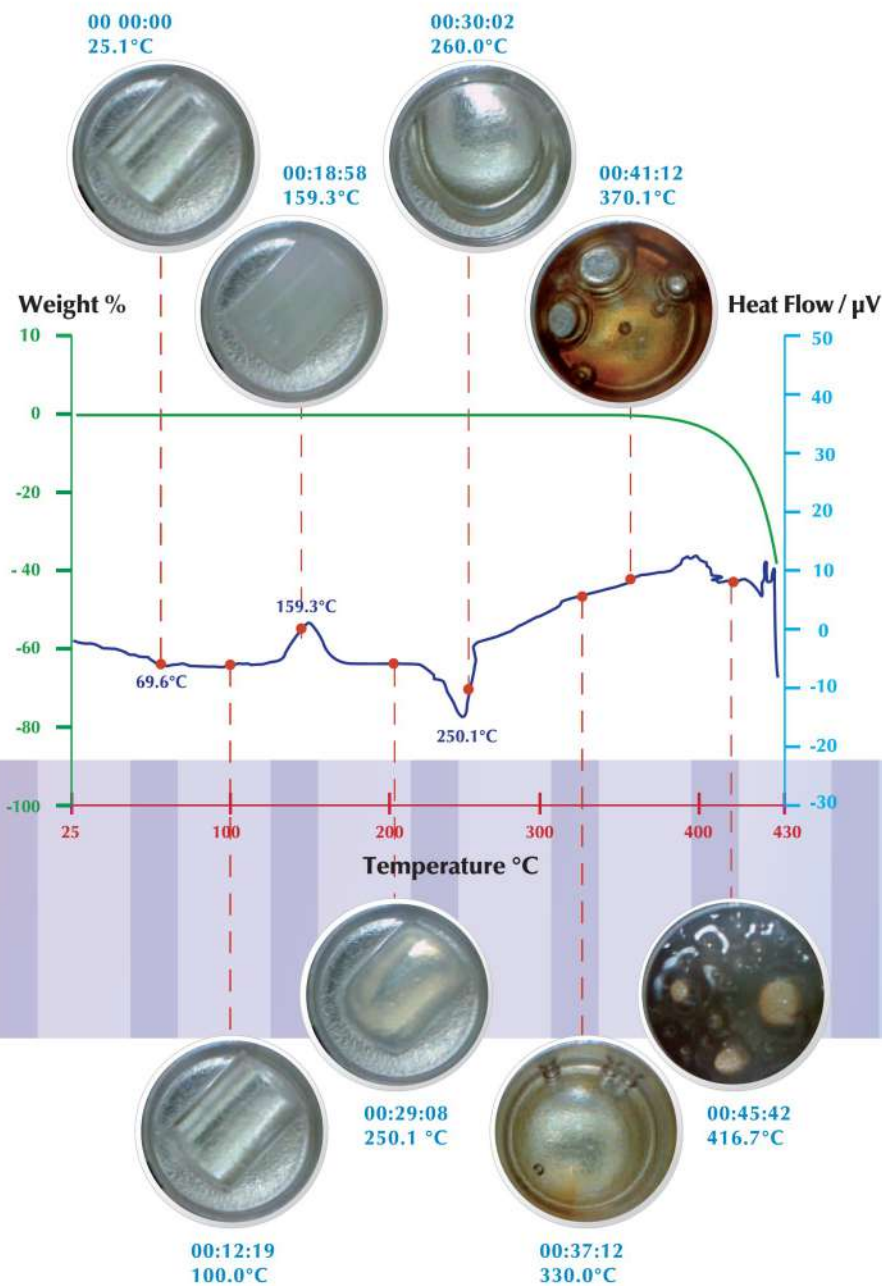 00 00:00
25.1°C
00:30:02
260.0°C
00:18:58
159.3°C
00:41:12
370.1°C
Weight %
Heat Flow / µV
10
0
-20
- 40
-60
-80
-100
50
40
30
20
10
0
-10
-20
-30
69.6°C
159.3°C
250.1°C
25
100
200
300
400
430
Temperature °C
00:29:08
250.1 °C
00:45:42
416.7°C
00:12:19
100.0°C
00:37:12
330.0°C